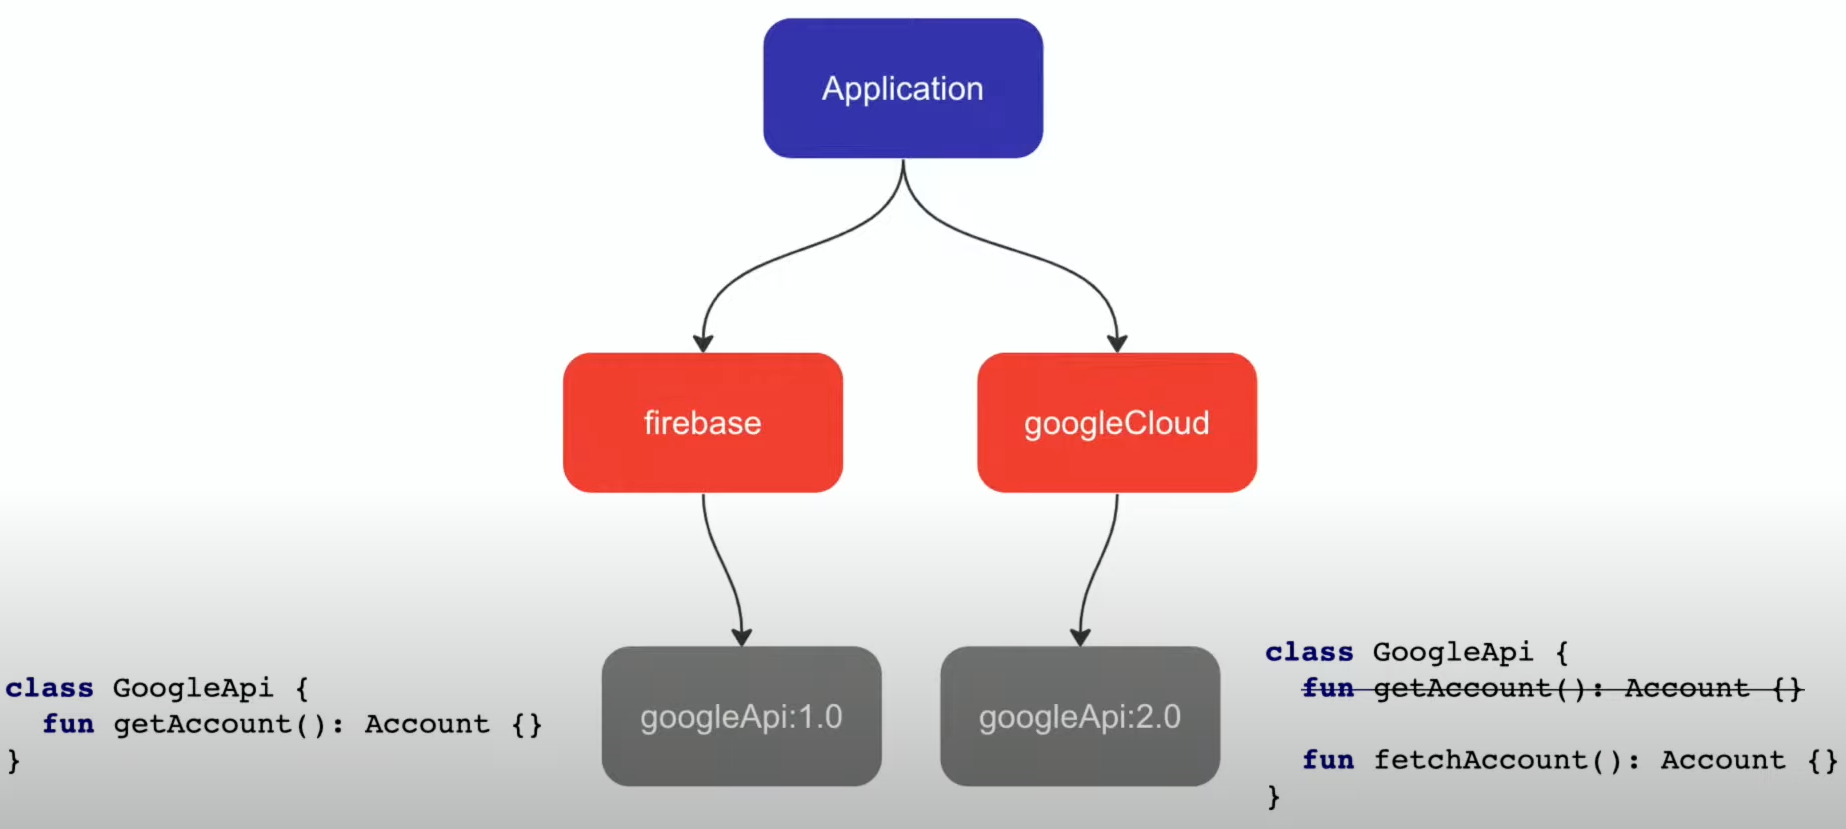 Application
firebase
googleCloud
class GoogleApi {
fun getAccount(): Account {}
}
googleApi:1.0
googleApi:2.0
class GoogleApi {
fun getAccount(): Account {}
fun fetchAccount(): Account {}
}